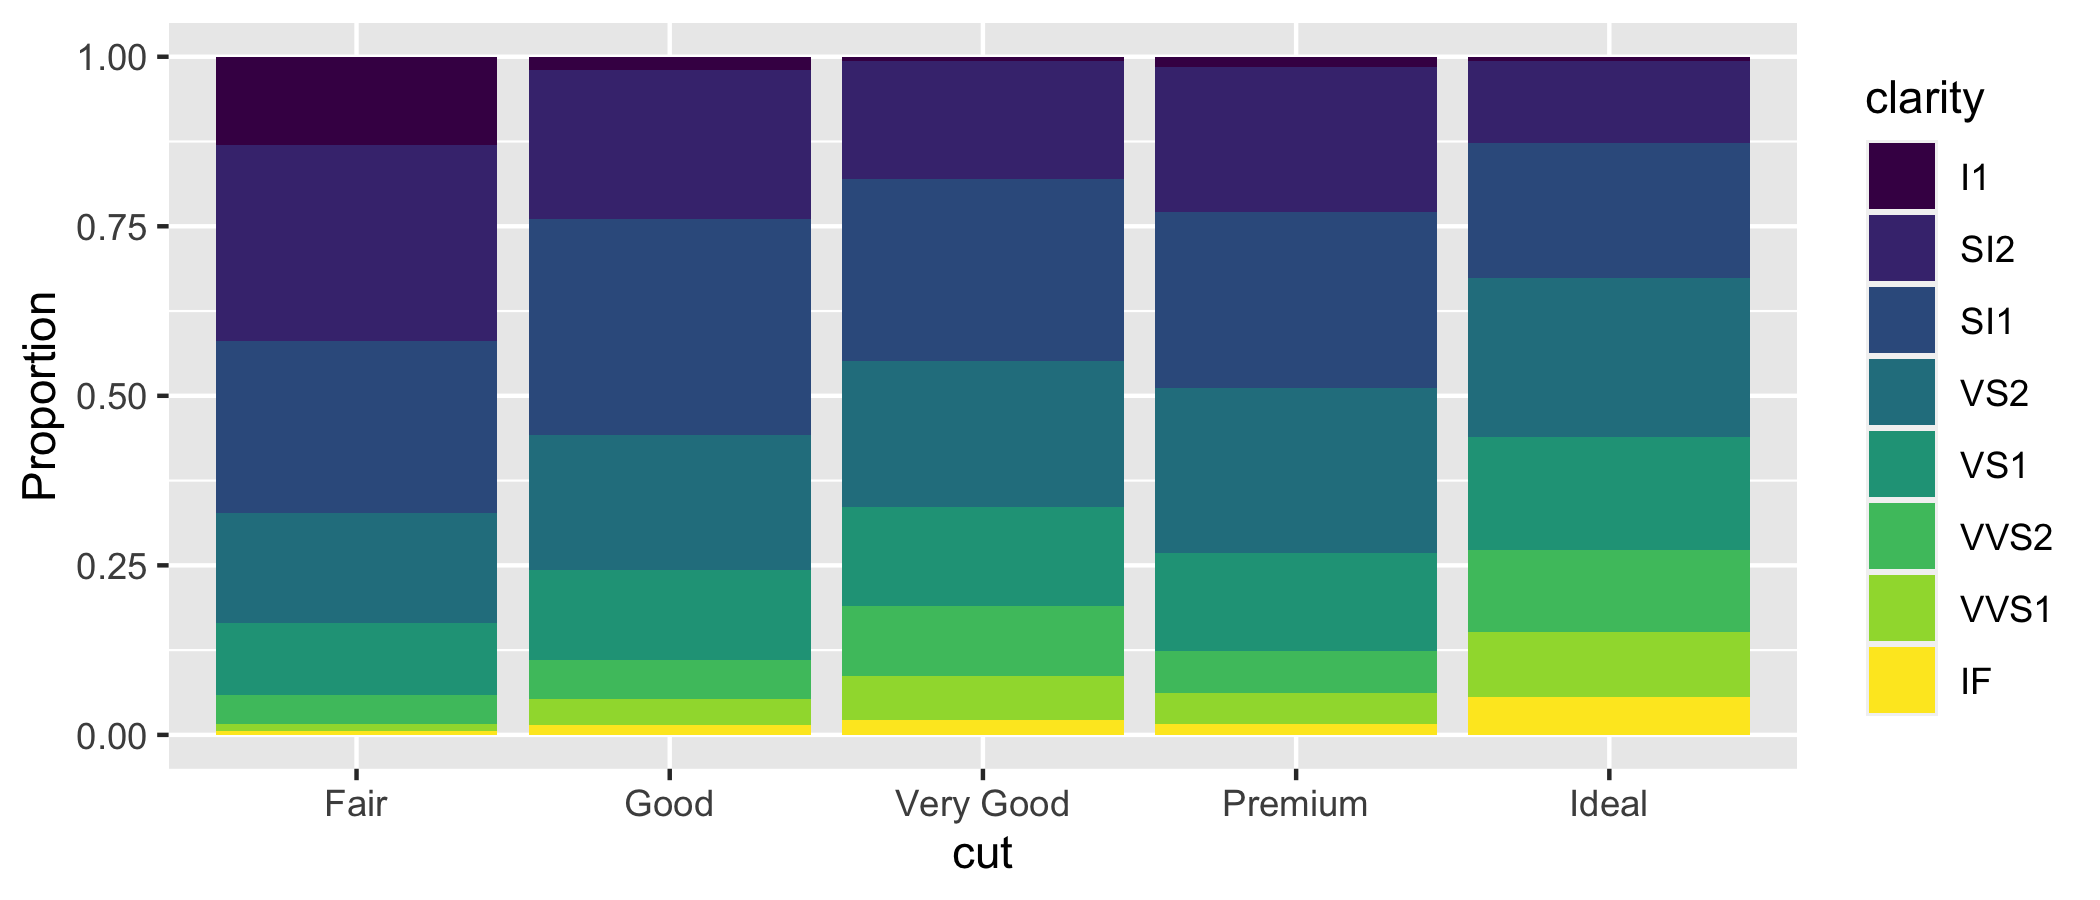 1.00
0.75
0.50
0.25
0.00
Proportion
Fair
Good
Very Good
Premium
Ideal
cut
clarity
I1
SI2
SI1
VS2
VS1
VVS2
VVS1
IF